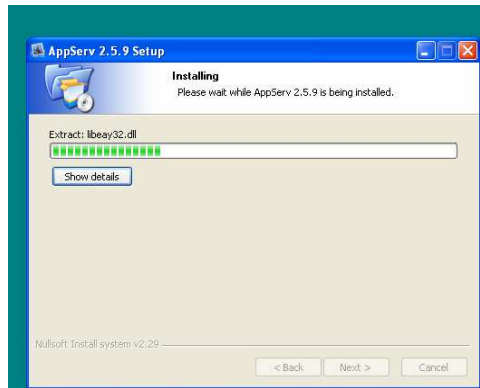 AppServ 2.5.9 Setup
Installing
Please wait while AppServ 2.5.9 is being installed.
Extract: libeay32.dll
Show details
Nullsoft Install system v2.29
< Back
Next >
Cancel